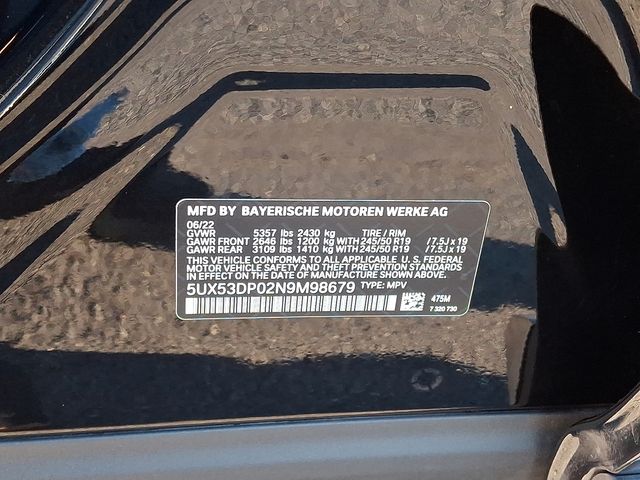 MFD BY BAYERISCHE MOTOREN WERKE AG
06/22
GVWR 5357 lbs 2430 kg TIRE / RIM
GAWR FRONT 2646 lbs 1200 kg WITH 245/50 R19 /7.5J x 19
GAWR REAR 3109 lbs 1410 kg WITH 245/50 R19 /7.5J x 19
THIS VEHICLE CONFORMS TO ALL APPLICABLE U. S. FEDERAL
MOTOR VEHICLE SAFETY AND THEFT PREVENTION STANDARDS
IN EFFECT ON THE DATE OF MANUFACTURE SHOWN ABOVE.
5UX53DP02N9M98679 TYPE: MPV
475M
7 320 730